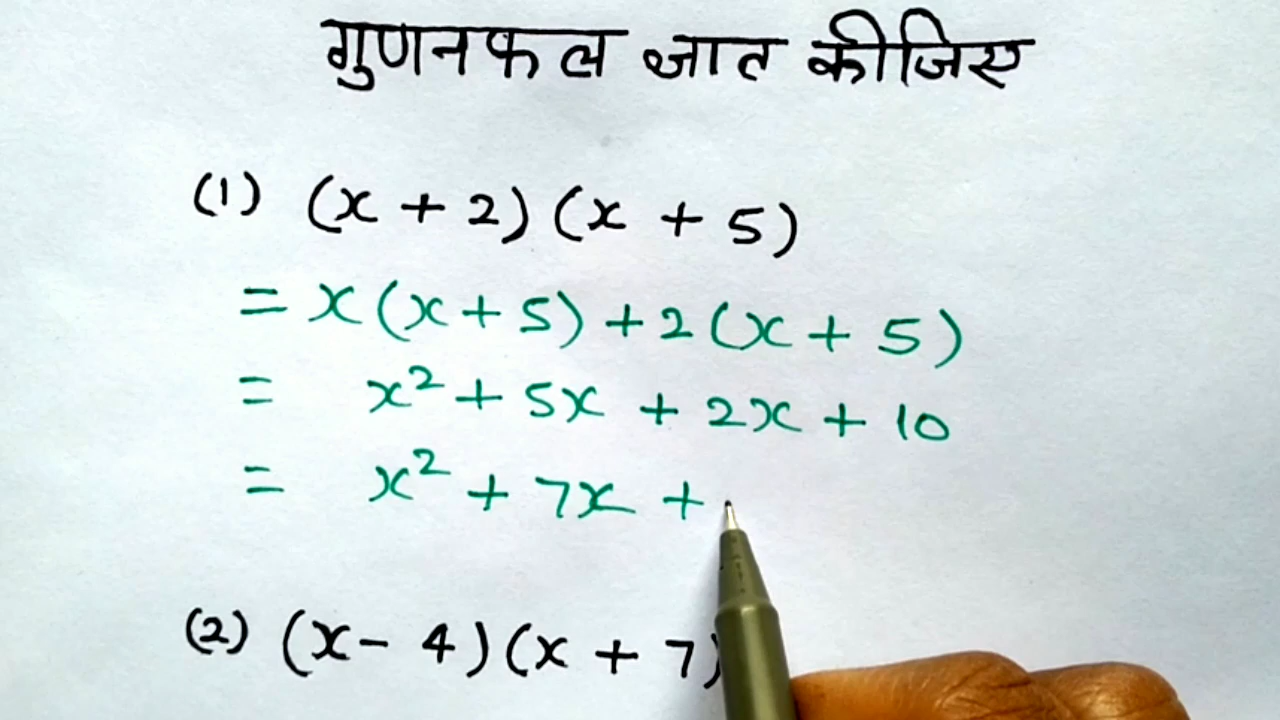 गुणनफल ज्ञात कीजिए
(1) (x + 2) (x + 5)
= x (x + 5) + 2 (x + 5)
= x² + 5x + 2x + 10
= x² + 7x +
(2) (x - 4) (x + 7)